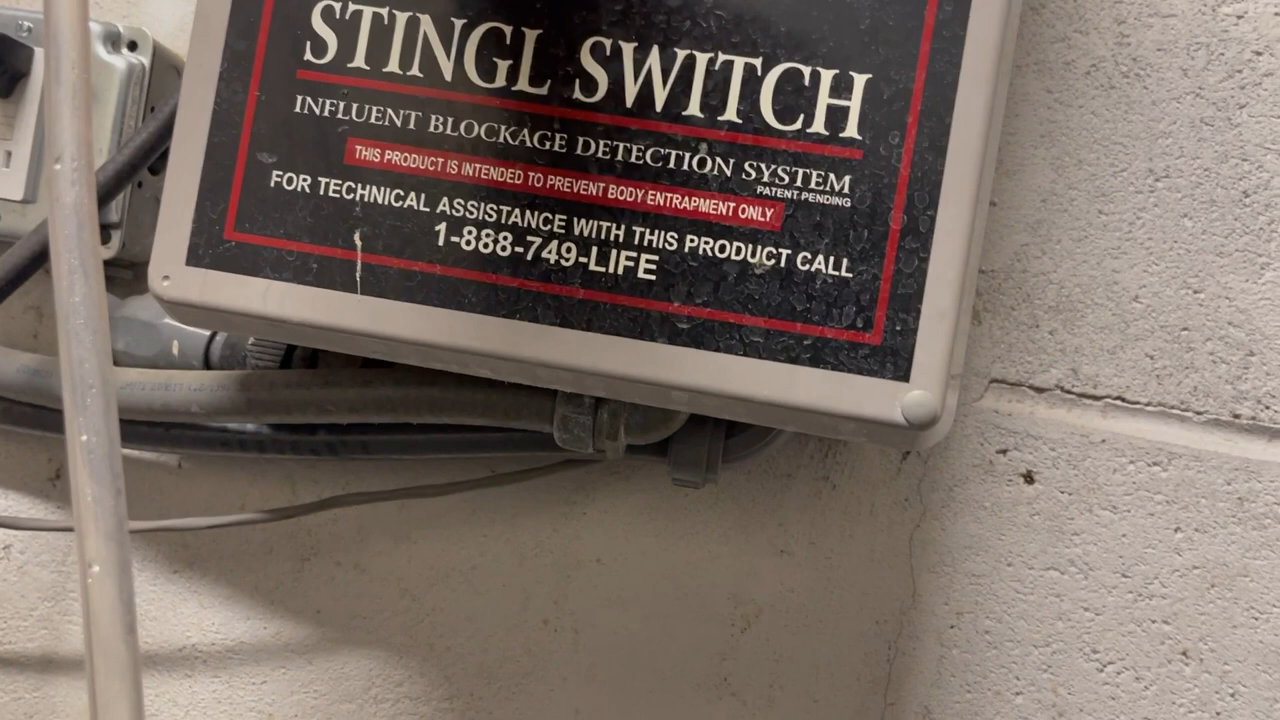 STINGL SWITCH
INFLUENT BLOCKAGE DETECTION SYSTEM
PATENT PENDING
THIS PRODUCT IS INTENDED TO PREVENT BODY ENTRAPMENT ONLY
FOR TECHNICAL ASSISTANCE WITH THIS PRODUCT CALL
1-888-749-LIFE